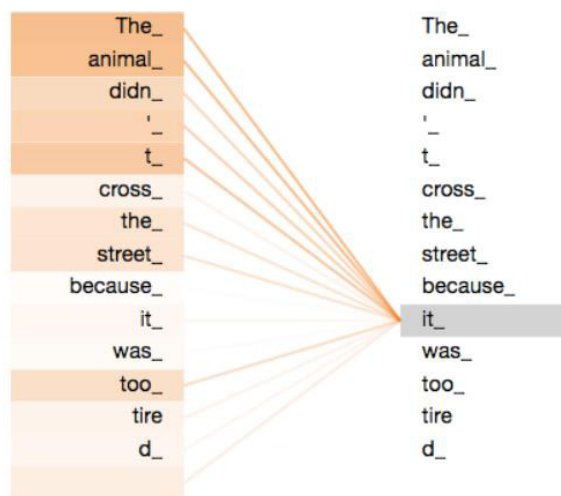 The_
animal_
didn_
'_
t_
cross_
the_
street_
because_
it_
was_
too_
tire
d_
The_
animal_
didn_
'_
t_
cross_
the_
street_
because_
it_
was_
too_
tire
d_